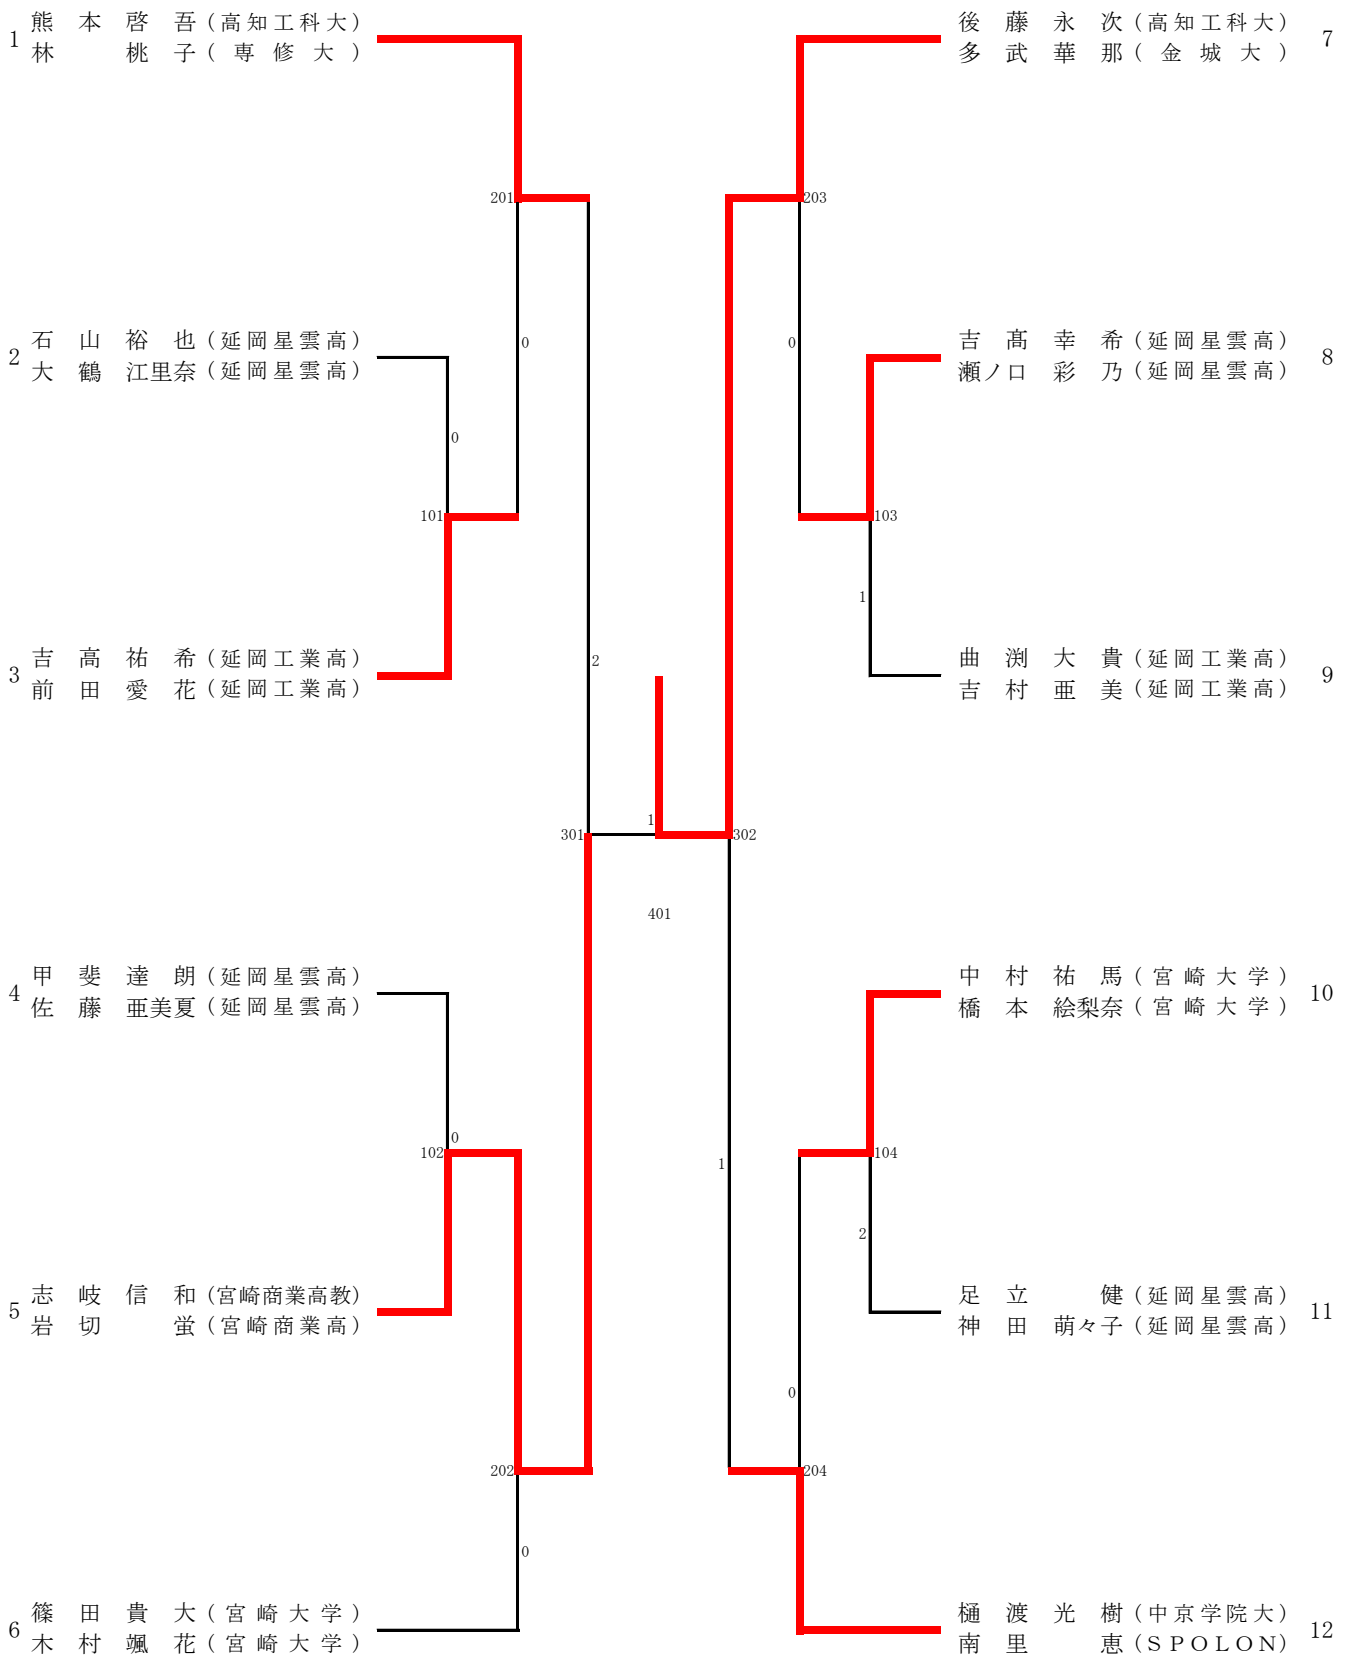 熊本啓吾(高知工科大)
1
林桃子(専修大)
201
0
石山裕也(延岡星雲高)
2
大鶴江里奈(延岡星雲高)
0
101
吉高祐希(延岡工業高)
3
前田愛花(延岡工業高)
2
301
1
401
甲斐達朗(延岡星雲高)
4
佐藤亜美夏(延岡星雲高)
0
102
志岐信和(宮崎商業高教)
5
岩切蛍(宮崎商業高)
202
0
篠田貴大(宮崎大学)
6
木村颯花(宮崎大学)
後藤永次(高知工科大)
7
多武華那(金城大)
203
0
吉髙幸希(延岡星雲高)
8
瀬ノ口彩乃(延岡星雲高)
103
1
曲渕大貴(延岡工業高)
9
吉村亜美(延岡工業高)
302
1
中村祐馬(宮崎大学)
10
橋本絵梨奈(宮崎大学)
104
2
足立健(延岡星雲高)
11
神田萌々子(延岡星雲高)
0
204
樋渡光樹(中京学院大)
12
南里恵(SPOLON)